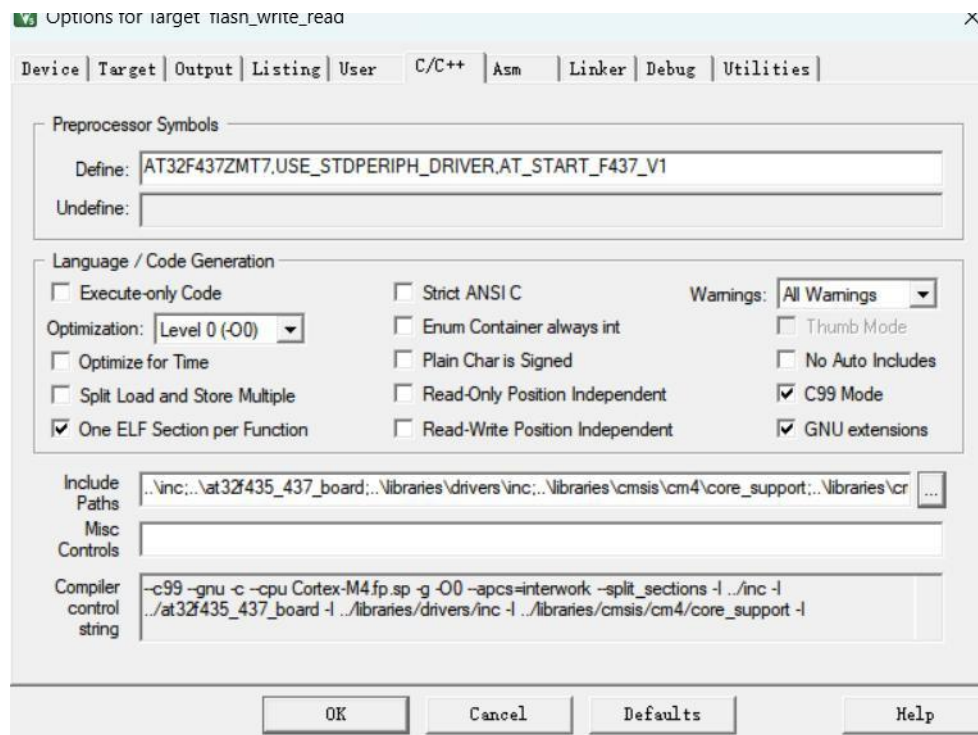 Options for Target 'flash_write_read'
Device Target Output Listing User C/C++ Asm Linker Debug Utilities
Preprocessor Symbols
Define: AT32F437ZMT7,USE_STDPERIPH_DRIVER,AT_START_F437_V1
Undefine:
Language / Code Generation
Execute-only Code Strict ANSI C Warnings: All Warnings
Optimization: Level 0 (-O0) Enum Container always int Thumb Mode
Optimize for Time Plain Char is Signed No Auto Includes
Split Load and Store Multiple Read-Only Position Independent C99 Mode
One ELF Section per Function Read-Write Position Independent GNU extensions
Include Paths ..\inc;..\at32f435_437_board;..\libraries\drivers\inc;..\libraries\cmsis\cm4\core_support;..\libraries\cr ...
Misc Controls
Compiler control string --c99 --gnu -c --cpu Cortex-M4.fp.sp -g -O0 --apcs=interwork --split_sections -I ../inc -I
../at32f435_437_board -I ../libraries/drivers/inc -I ../libraries/cmsis/cm4/core_support -I
OK Cancel Defaults Help